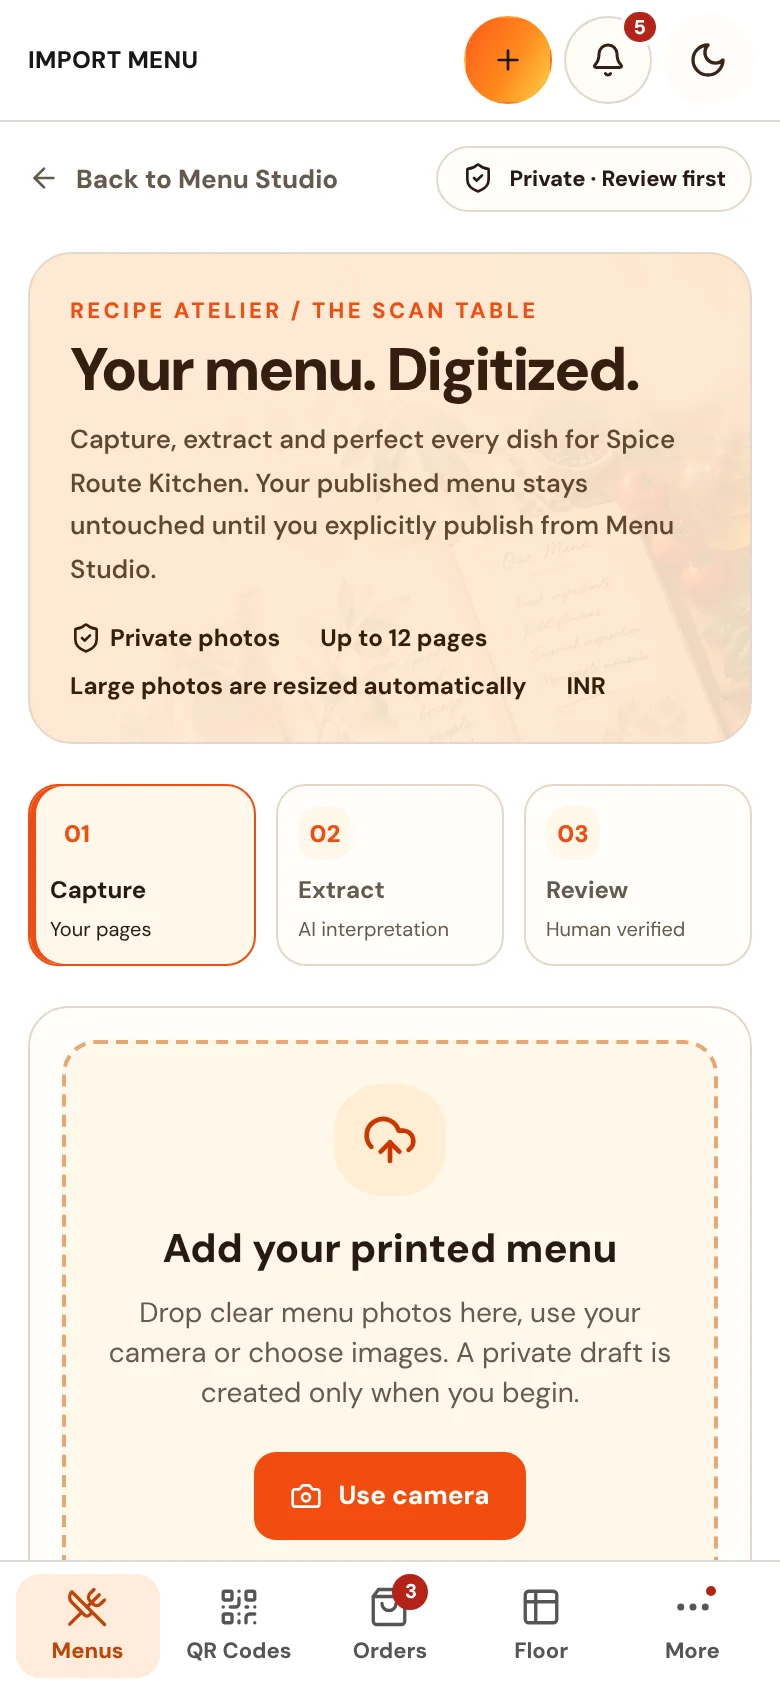 IMPORT MENU
5
Back to Menu Studio
Private · Review first
RECIPE ATELIER / THE SCAN TABLE
Your menu. Digitized.
Capture, extract and perfect every dish for Spice
Route Kitchen. Your published menu stays
untouched until you explicitly publish from Menu
Studio.
Our Menu
Private photos
Up to 12 pages
Large photos are resized automatically
INR
01
Capture
Your pages
02
Extract
AI interpretation
03
Review
Human verified
Add your printed menu
Drop clear menu photos here, use your
camera or choose images. A private draft is
created only when you begin.
Use camera
Menus
QR Codes
3
Orders
Floor
More